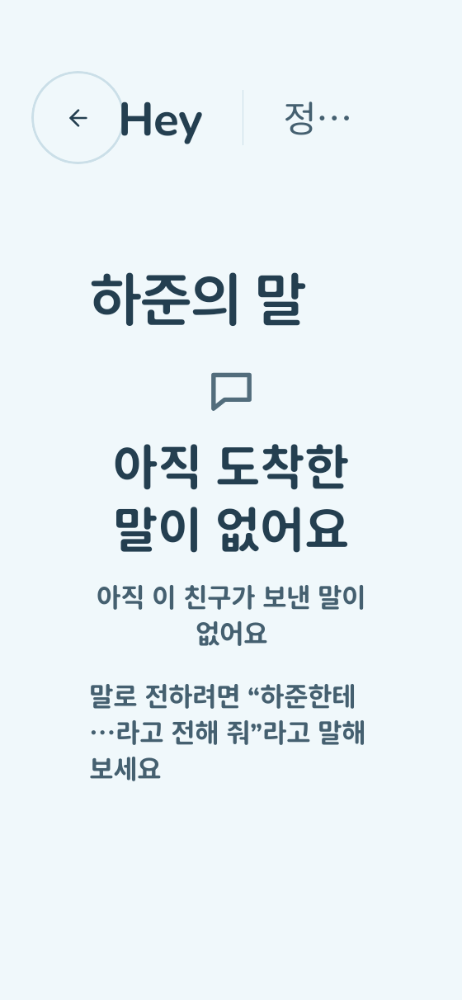 Hey
정…
하준의 말
아직 도착한
말이 없어요
아직 이 친구가 보낸 말이
없어요
말로 전하려면 “하준한테
…라고 전해 줘”라고 말해
보세요